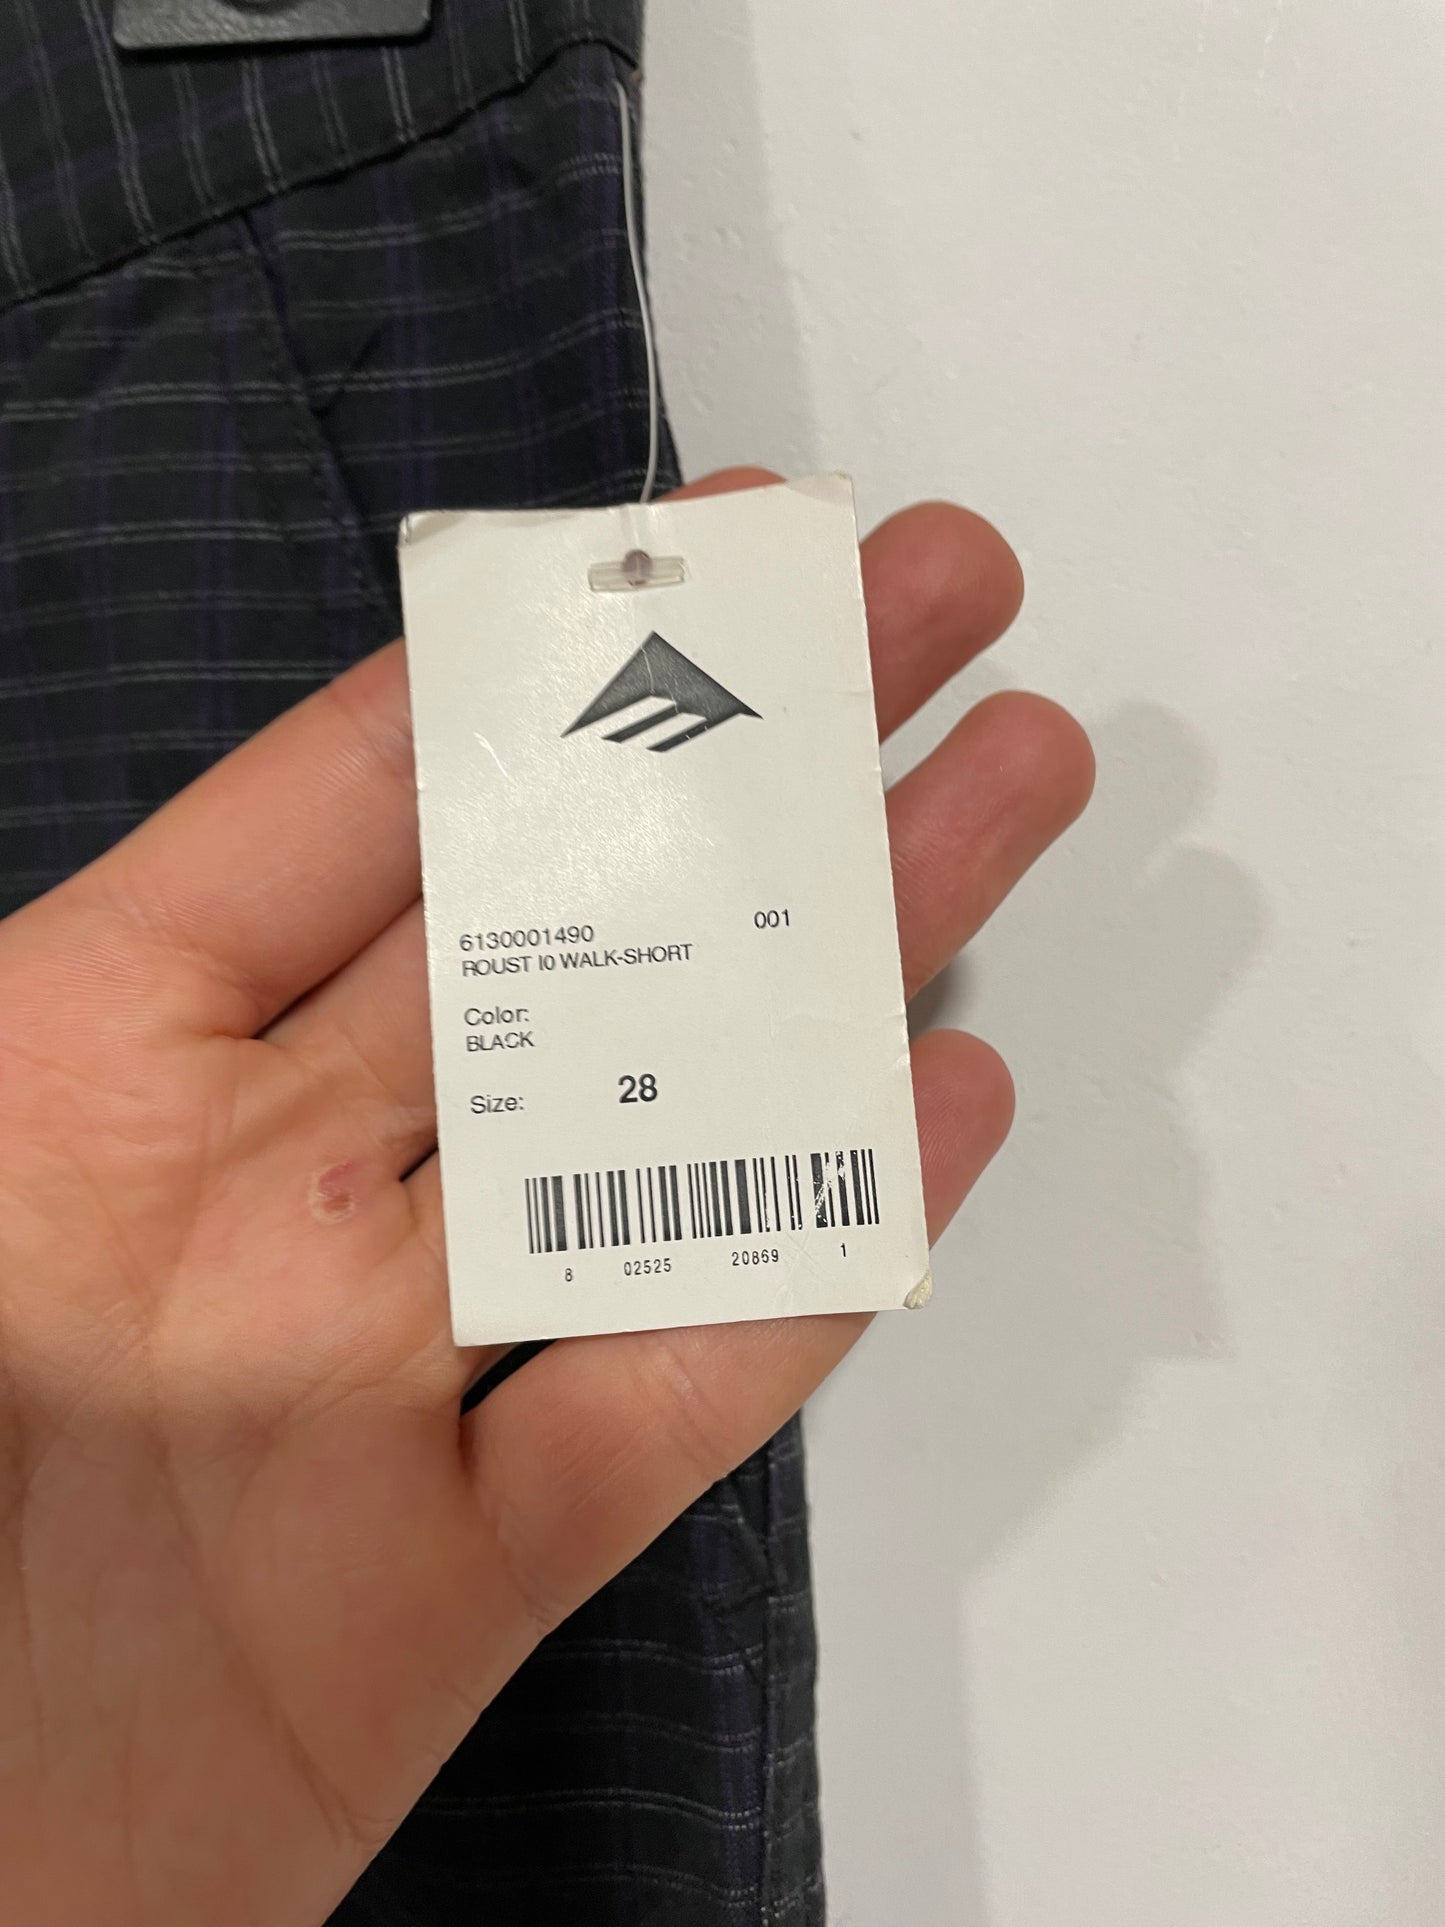 6130001490 001
ROUST I0 WALK-SHORT
Color:
BLACK
Size: 28
8 02525 20869 1